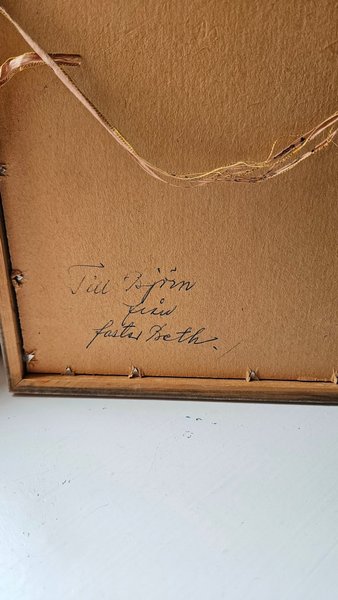 Till Björn
från
faster Beth.